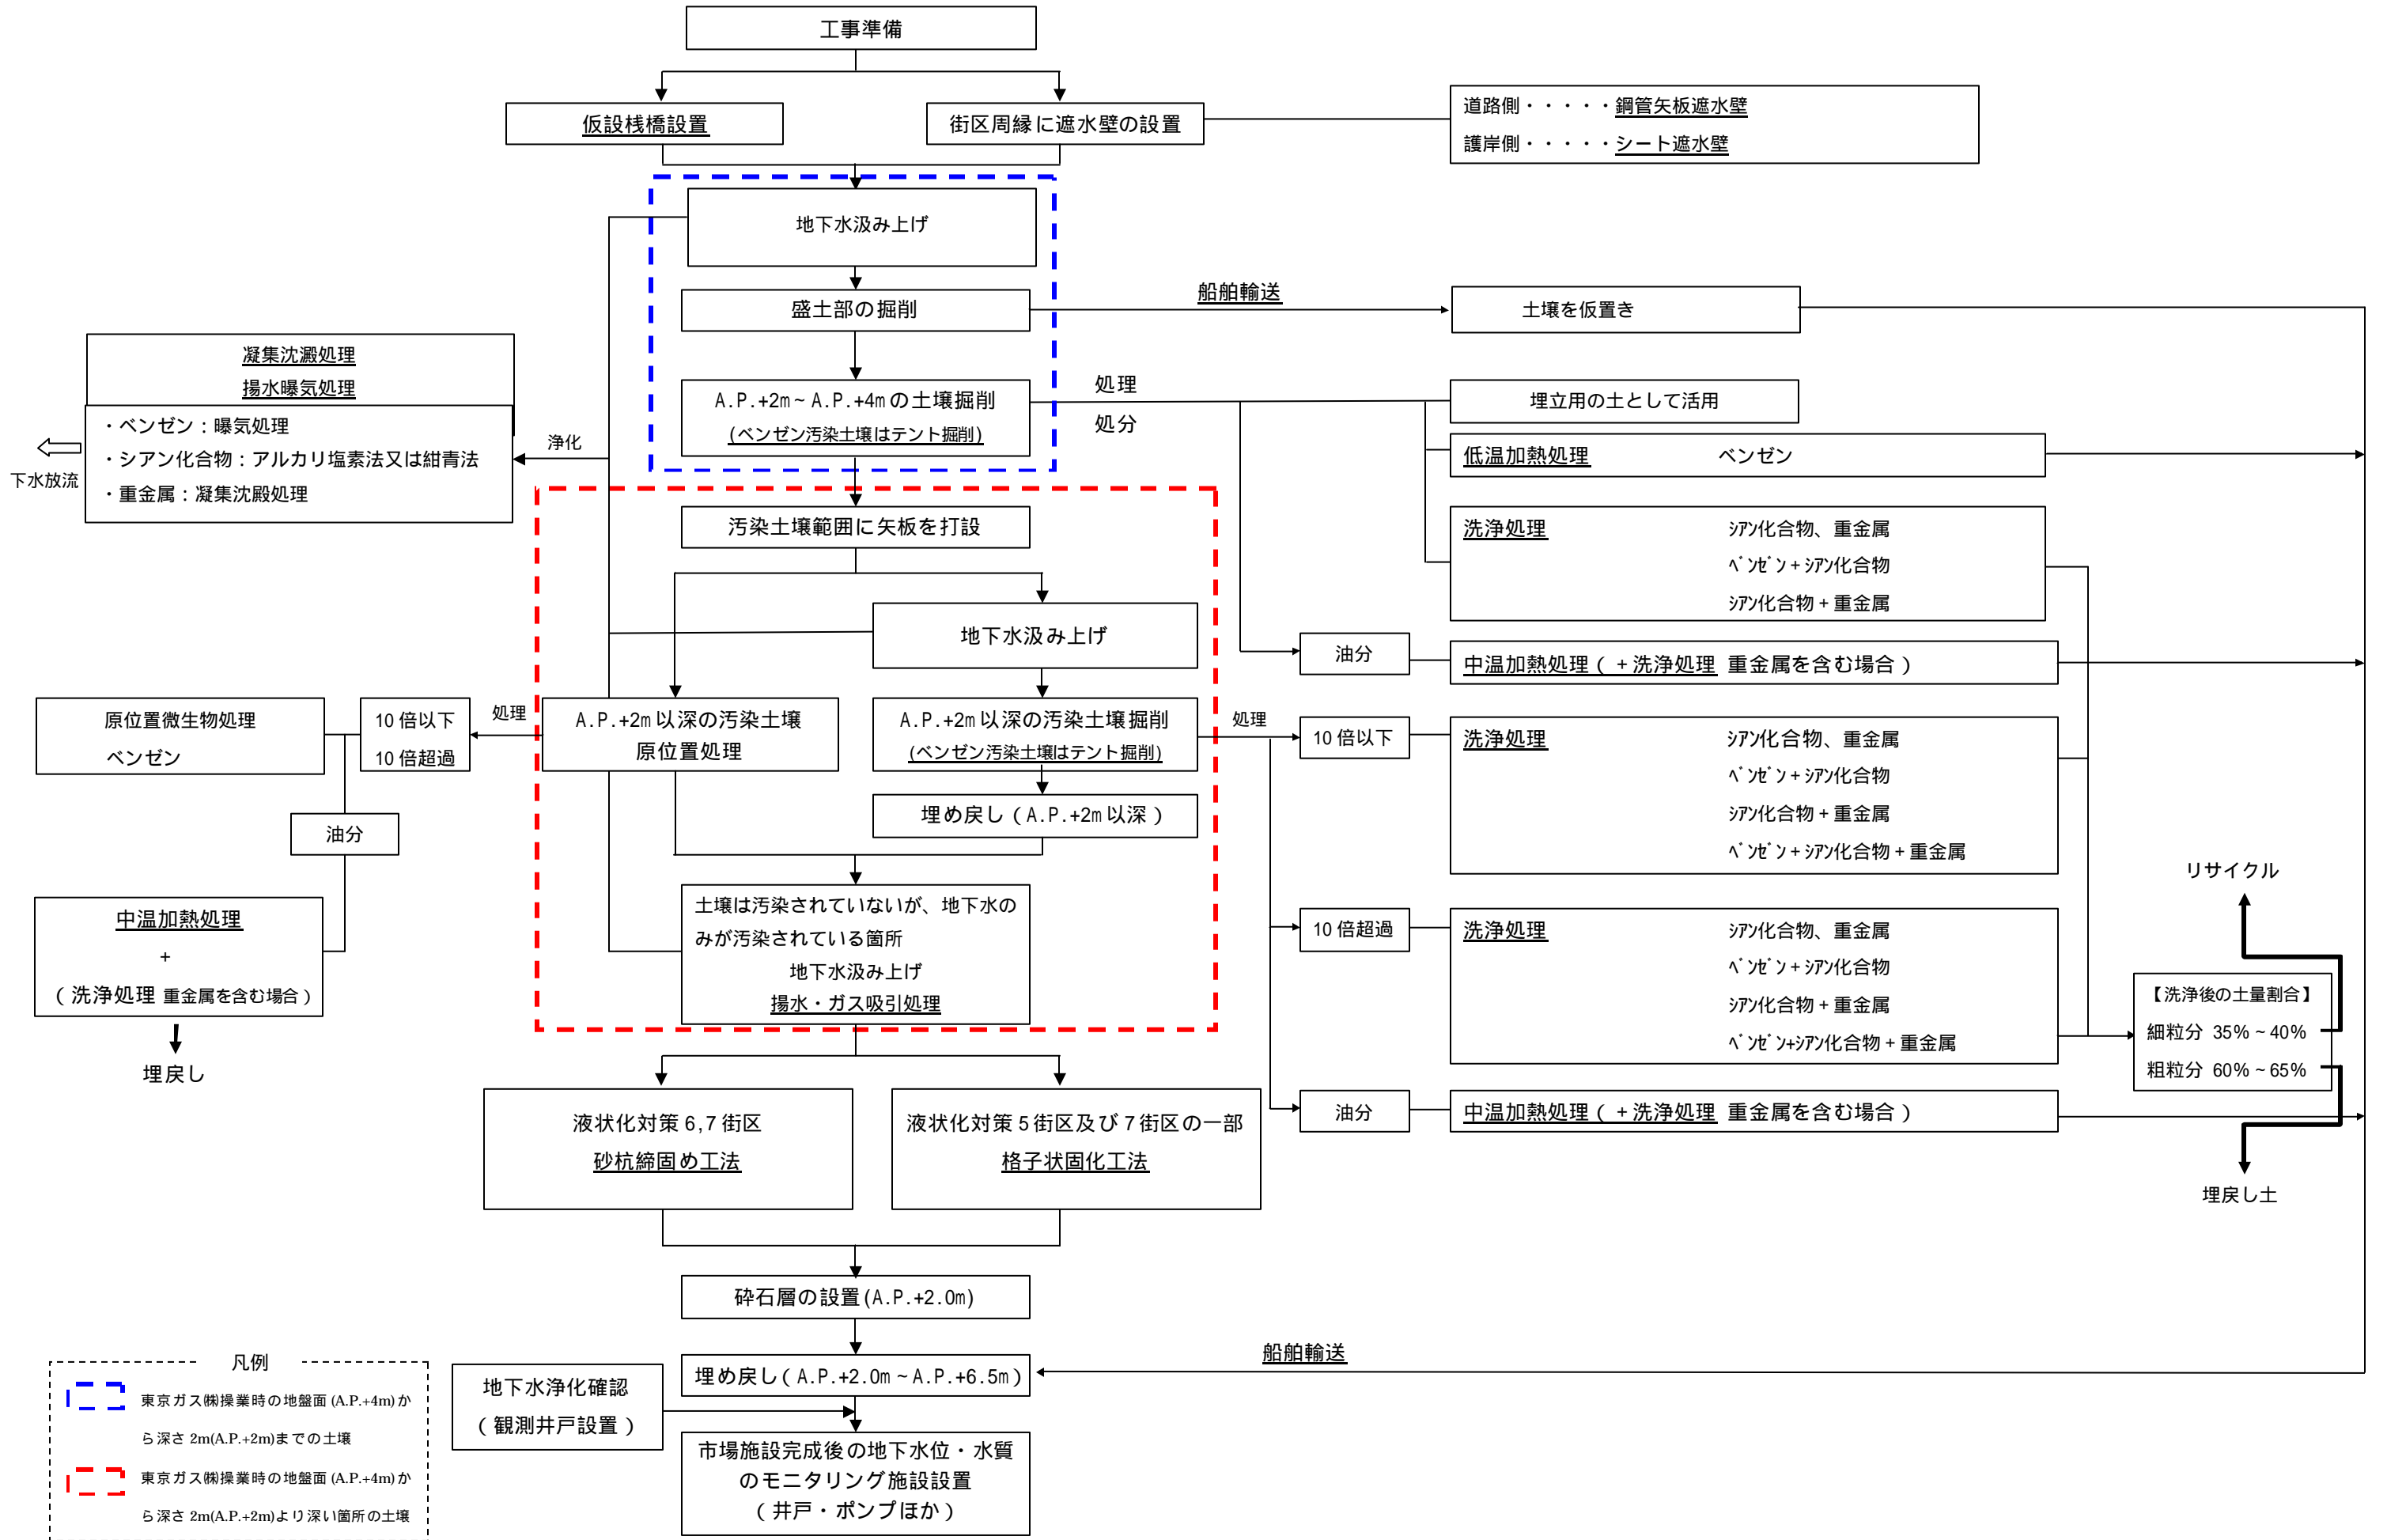 工事準備
仮設桟橋設置
街区周縁に遮水壁の設置
道路側・・・・・鋼管矢板遮水壁
護岸側・・・・・シート遮水壁
地下水汲み上げ
盛土部の掘削
船舶輸送
土壌を仮置き
凝集沈澱処理
揚水曝気処理
・ベンゼン：曝気処理
・シアン化合物：アルカリ塩素法又は紺青法
・重金属：凝集沈殿処理
下水放流
浄化
A.P.+2m～A.P.+4mの土壌掘削
(ベンゼン汚染土壌はテント掘削)
処理
処分
埋立用の土として活用
低温加熱処理 ベンゼン
洗浄処理 ｼｱﾝ化合物、重金属
ﾍﾞﾝｾﾞﾝ+ｼｱﾝ化合物
ｼｱﾝ化合物+重金属
油分
中温加熱処理（+洗浄処理 重金属を含む場合）
汚染土壌範囲に矢板を打設
地下水汲み上げ
原位置微生物処理
ベンゼン
10倍以下
10倍超過
処理
A.P.+2m以深の汚染土壌
原位置処理
A.P.+2m以深の汚染土壌掘削
(ベンゼン汚染土壌はテント掘削)
処理
10倍以下
洗浄処理 ｼｱﾝ化合物、重金属
ﾍﾞﾝｾﾞﾝ+ｼｱﾝ化合物
ｼｱﾝ化合物+重金属
ﾍﾞﾝｾﾞﾝ+ｼｱﾝ化合物+重金属
埋め戻し（A.P.+2m以深）
油分
中温加熱処理
+
（洗浄処理 重金属を含む場合）
埋戻し
土壌は汚染されていないが、地下水の
みが汚染されている箇所
地下水汲み上げ
揚水・ガス吸引処理
10倍超過
洗浄処理 ｼｱﾝ化合物、重金属
ﾍﾞﾝｾﾞﾝ+ｼｱﾝ化合物
ｼｱﾝ化合物+重金属
ﾍﾞﾝｾﾞﾝ+ｼｱﾝ化合物+重金属
リサイクル
【洗浄後の土量割合】
細粒分 35%～40%
粗粒分 60%～65%
埋戻し土
油分
中温加熱処理（+洗浄処理 重金属を含む場合）
液状化対策6,7街区
砂杭締固め工法
液状化対策5街区及び7街区の一部
格子状固化工法
砕石層の設置(A.P.+2.0m)
埋め戻し(A.P.+2.0m～A.P.+6.5m)
船舶輸送
地下水浄化確認
（観測井戸設置）
市場施設完成後の地下水位・水質
のモニタリング施設設置
（井戸・ポンプほか）
凡例
東京ガス㈱操業時の地盤面(A.P.+4m)か
ら深さ2m(A.P.+2m)までの土壌
東京ガス㈱操業時の地盤面(A.P.+4m)か
ら深さ2m(A.P.+2m)より深い箇所の土壌